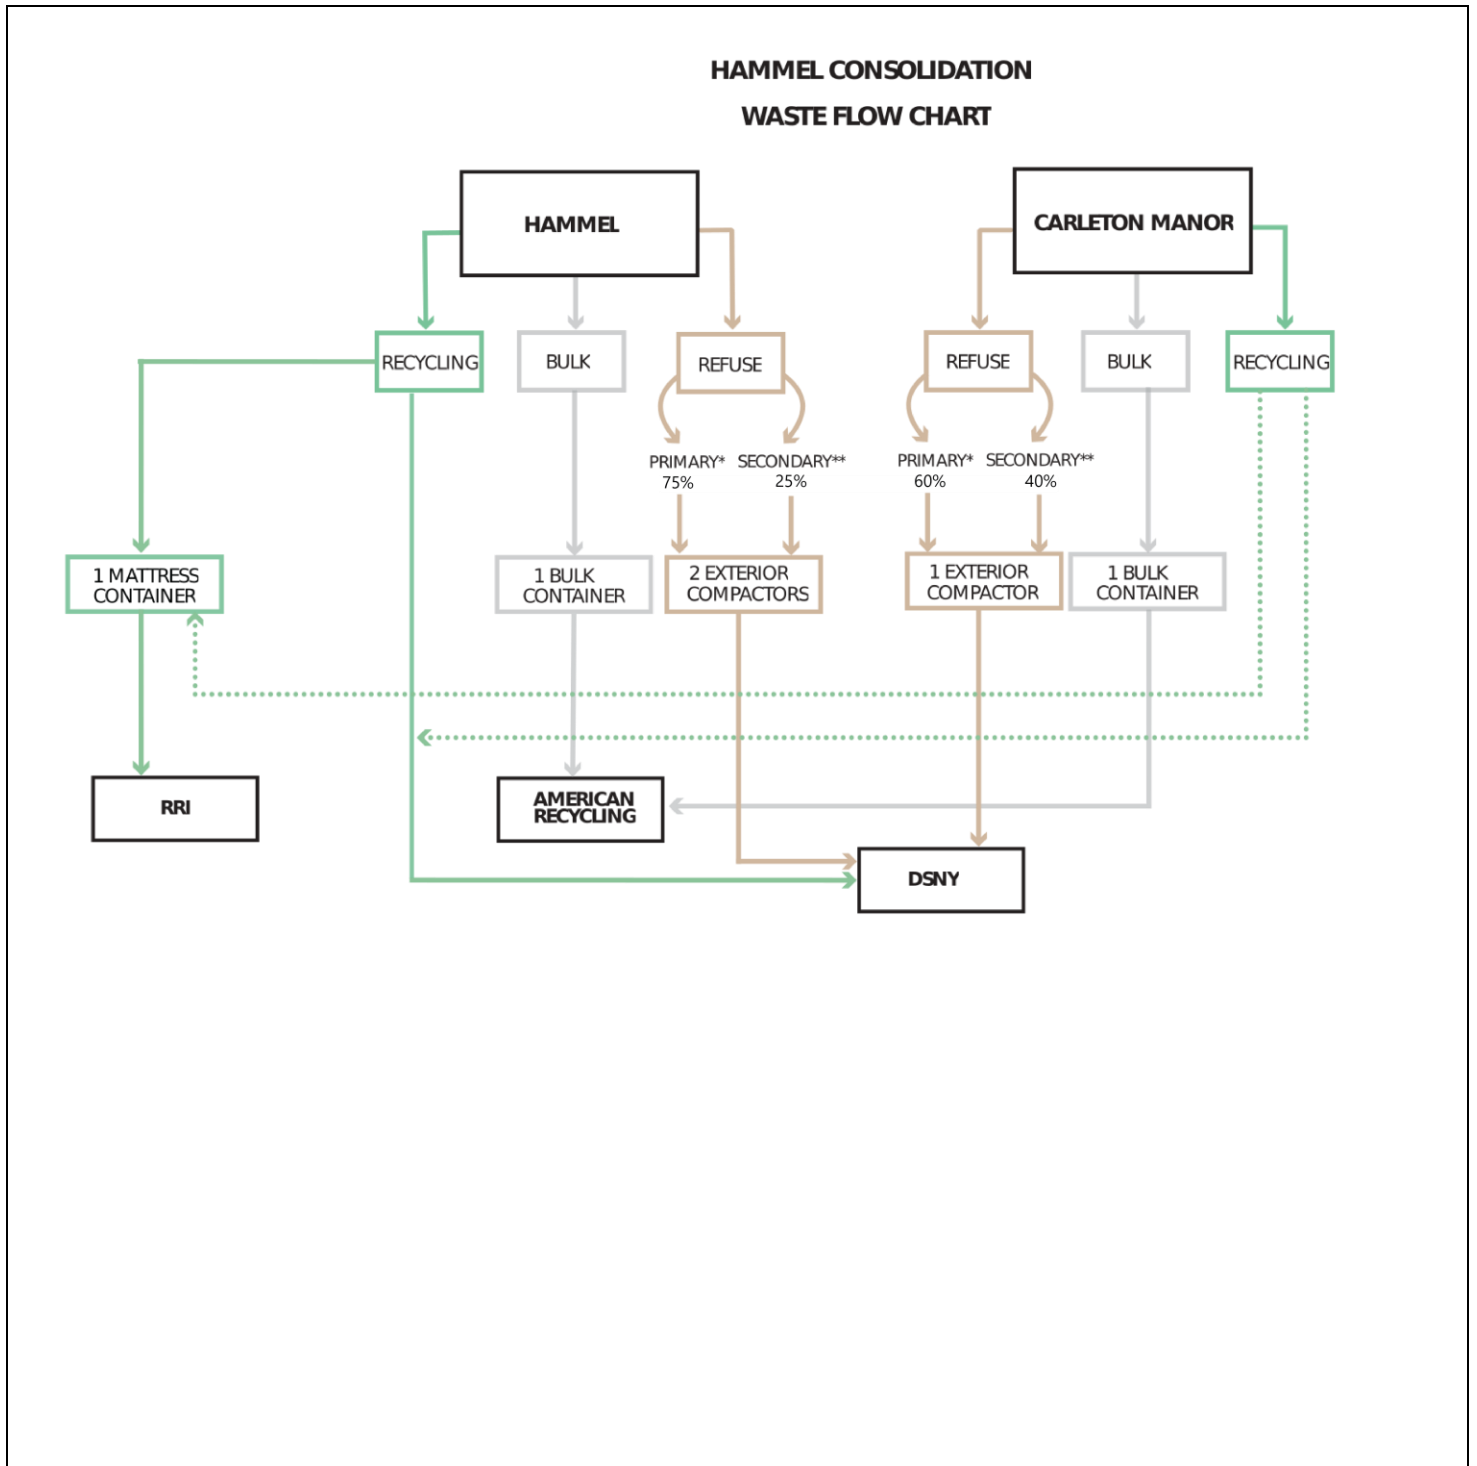 HAMMEL CONSOLIDATION
WASTE FLOW CHART
HAMMEL
CARLETON MANOR
RECYCLING
BULK
REFUSE
REFUSE
BULK
RECYCLING
PRIMARY*
75%
SECONDARY**
25%
PRIMARY*
60%
SECONDARY**
40%
1 MATTRESS
CONTAINER
1 BULK
CONTAINER
2 EXTERIOR
COMPACTORS
1 EXTERIOR
COMPACTOR
1 BULK
CONTAINER
RRI
AMERICAN
RECYCLING
DSNY